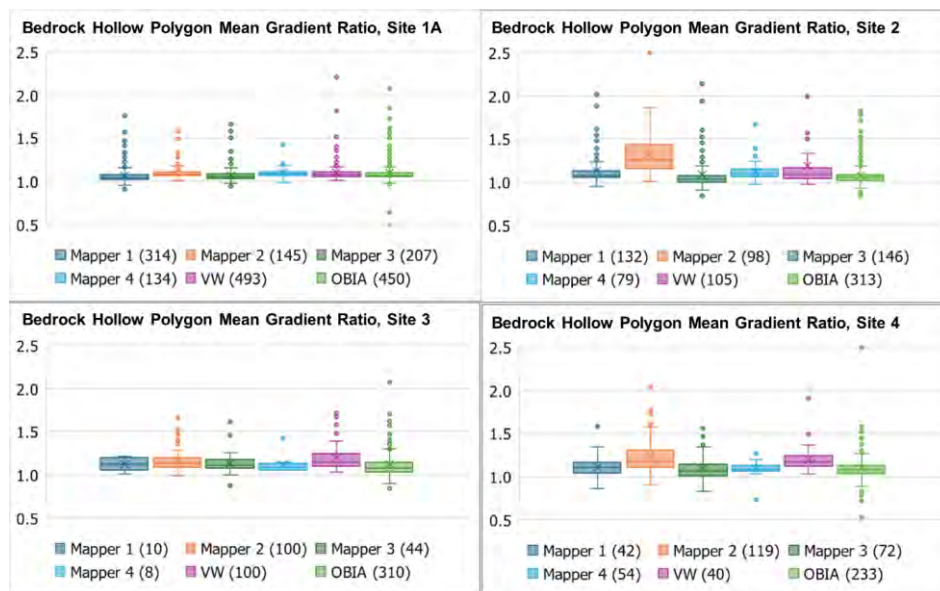 Bedrock Hollow Polygon Mean Gradient Ratio, Site 1A
2.5
2.0
1.5
1.0
0.5
Mapper 1 (314) Mapper 2 (145) Mapper 3 (207)
Mapper 4 (134) VW (493) OBIA (450)
Bedrock Hollow Polygon Mean Gradient Ratio, Site 2
2.5
2.0
1.5
1.0
0.5
Mapper 1 (132) Mapper 2 (98) Mapper 3 (146)
Mapper 4 (79) VW (105) OBIA (313)
Bedrock Hollow Polygon Mean Gradient Ratio, Site 3
2.5
2.0
1.5
1.0
0.5
Mapper 1 (10) Mapper 2 (100) Mapper 3 (44)
Mapper 4 (8) VW (100) OBIA (310)
Bedrock Hollow Polygon Mean Gradient Ratio, Site 4
2.5
2.0
1.5
1.0
0.5
Mapper 1 (42) Mapper 2 (119) Mapper 3 (72)
Mapper 4 (54) VW (40) OBIA (233)